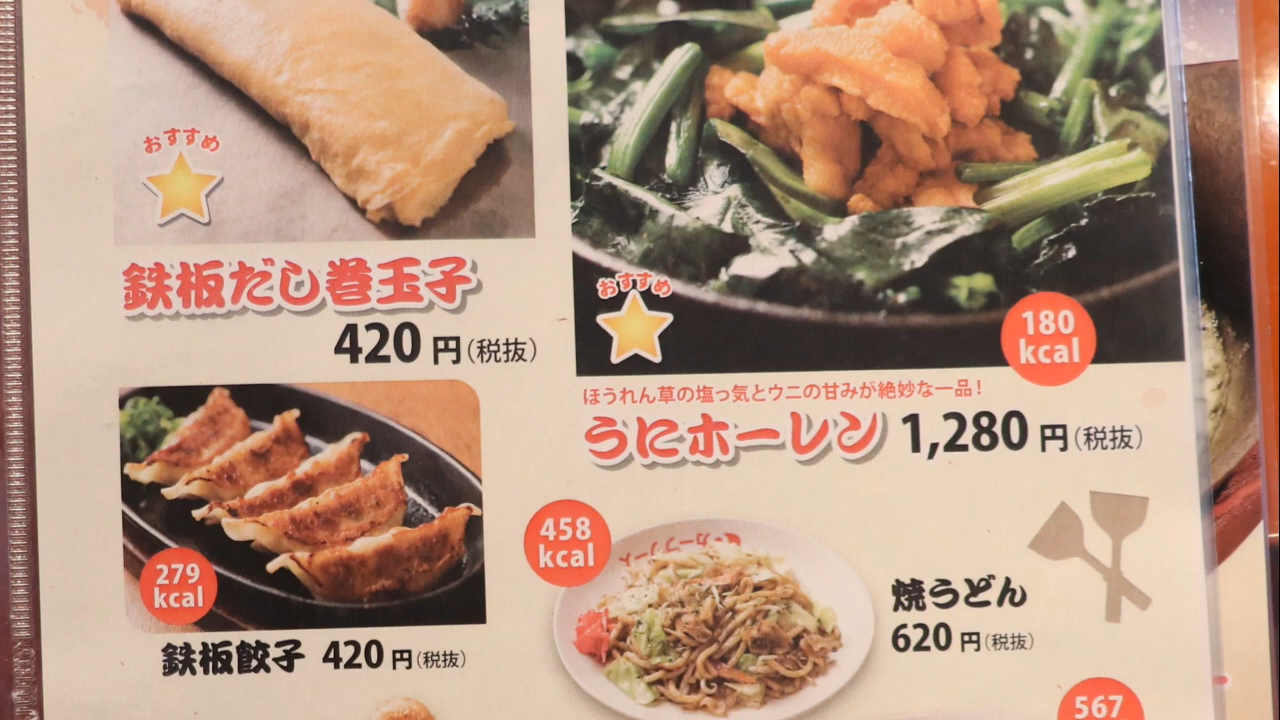 おすすめ
鉄板だし巻玉子
420円(税抜)
おすすめ
180
kcal
ほうれん草の塩っ気とウニの甘みが絶妙な一品!
うにホーレン 1,280円(税抜)
279
kcal
鉄板餃子 420円(税抜)
458
kcal
焼うどん
620円(税抜)
567